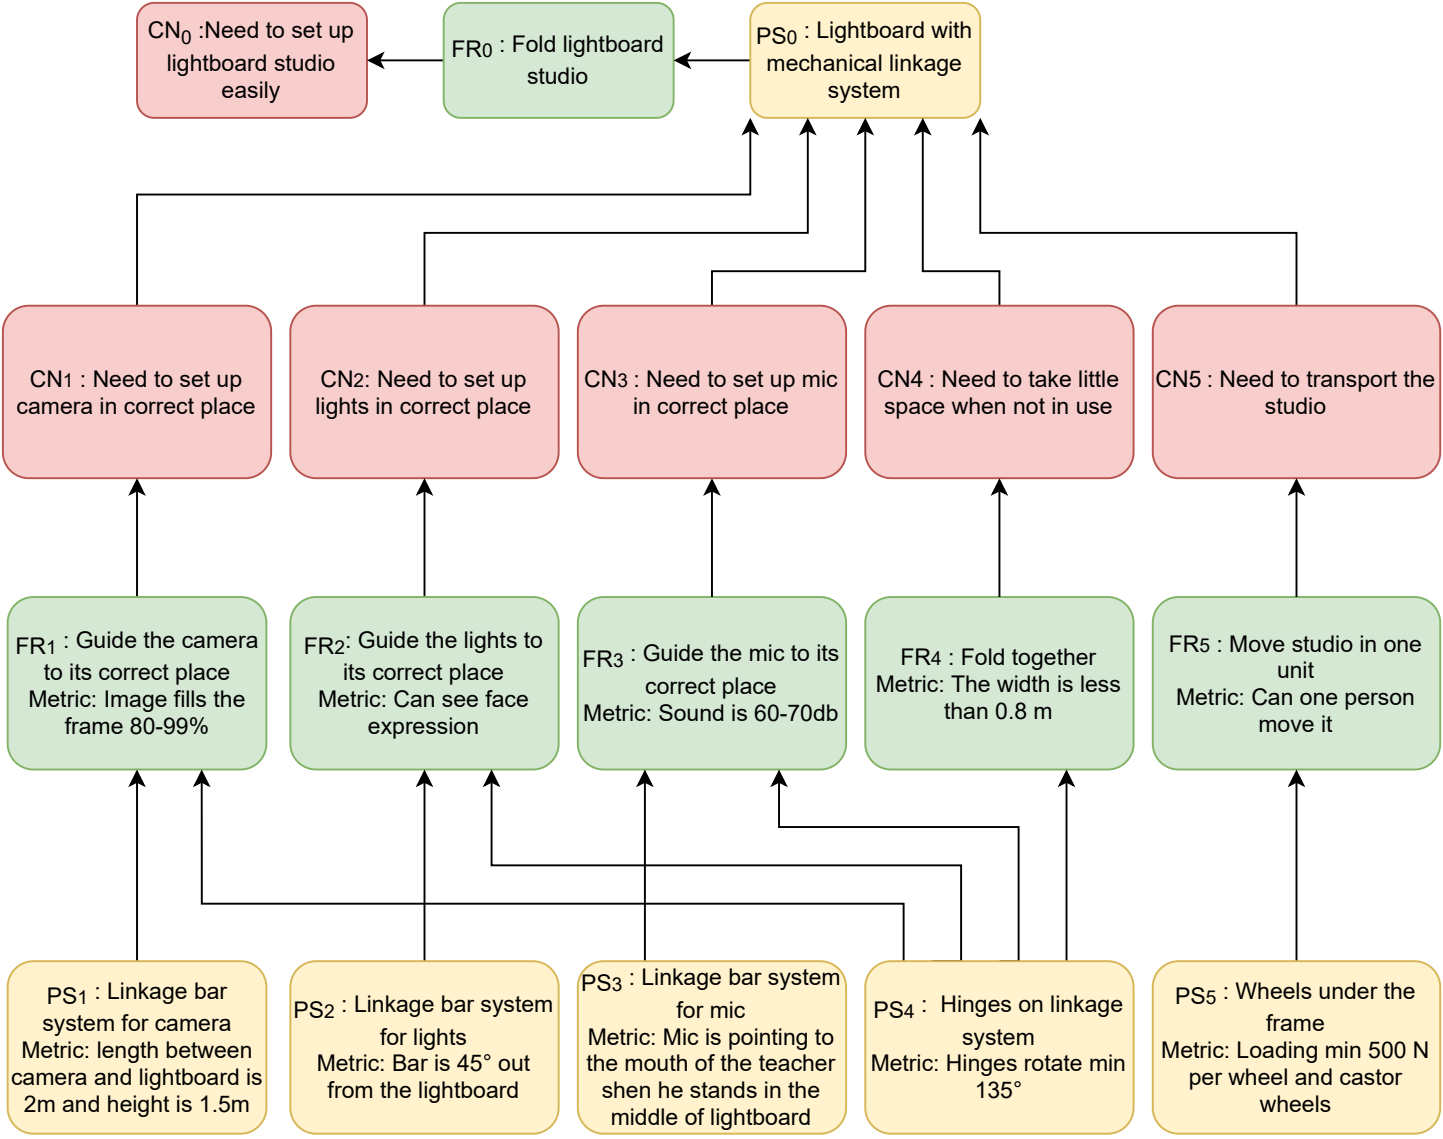 CN0 :Need to set up
lightboard studio
easily
FR0 : Fold lightboard
studio
PS0 : Lightboard with
mechanical linkage
system
CN1 : Need to set up
camera in correct place
CN2: Need to set up
lights in correct place
CN3 : Need to set up mic
in correct place
CN4 : Need to take little
space when not in use
CN5 : Need to transport the
studio
FR1 : Guide the camera
to its correct place
Metric: Image fills the
frame 80-99%
FR2: Guide the lights to
its correct place
Metric: Can see face
expression
FR3 : Guide the mic to its
correct place
Metric: Sound is 60-70db
FR4 : Fold together
Metric: The width is less
than 0.8 m
FR5 : Move studio in one
unit
Metric: Can one person
move it
PS1 : Linkage bar
system for camera
Metric: length between
camera and lightboard is
2m and height is 1.5m
PS2 : Linkage bar system
for lights
Metric: Bar is 45° out
from the lightboard
PS3 : Linkage bar system
for mic
Metric: Mic is pointing to
the mouth of the teacher
shen he stands in the
middle of lightboard
PS4 : Hinges on linkage
system
Metric: Hinges rotate min
135°
PS5 : Wheels under the
frame
Metric: Loading min 500 N
per wheel and castor
wheels